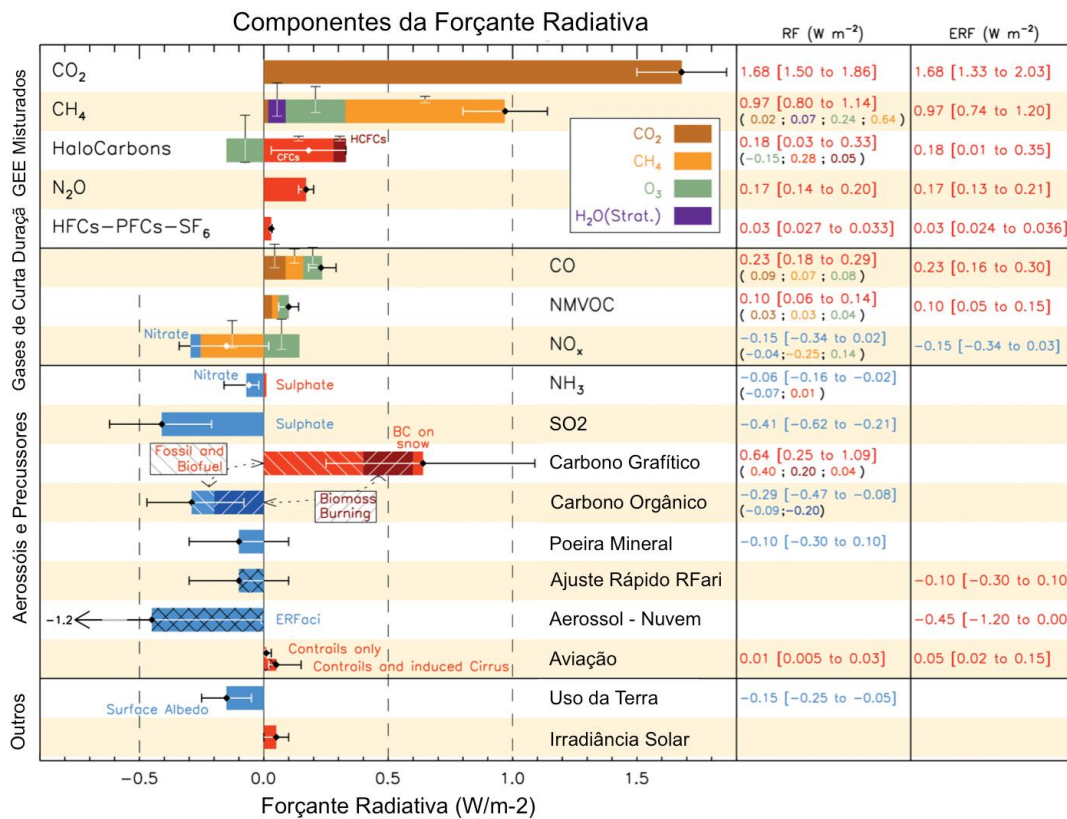 Componentes da Forçante Radiativa
RF (W m-2) ERF (W m-2)
GEE Misturados
CO2 1.68 [1.50 to 1.86] 1.68 [1.33 to 2.03]
CH4 0.97 [0.80 to 1.14] 0.97 [0.74 to 1.20]
( 0.02; 0.07 ; 0.24 ; 0.64 )
HaloCarbons CFCs HCFCs 0.18 [0.03 to 0.33] 0.18 [0.01 to 0.35]
(-0.15; 0.28 ; 0.05)
N2O 0.17 [0.14 to 0.20] 0.17 [0.13 to 0.21]
HFCs-PFCs-SF6 0.03 [0.027 to 0.033] 0.03 [0.024 to 0.036]
CO2
CH4
O3
H2O(Strat.)
Gases de Curta Duraçã
CO 0.23 [0.18 to 0.29] 0.23 [0.16 to 0.30]
(0.09 ; 0.07 ; 0.08)
NMVOC 0.10 [0.06 to 0.14] 0.10 [0.05 to 0.15]
( 0.03 ; 0.03 ; 0.04)
Nitrate NOx -0.15 [-0.34 to 0.02] -0.15 [-0.34 to 0.03]
(-0.04;-0.25; 0.14)
Aerossóis e Precussores
Nitrate Sulphate NH3 -0.06 [-0.16 to -0.02]
(-0.07; 0.01)
Sulphate SO2 -0.41 [-0.62 to -0.21]
Fossil and
Biofuel
BC on
snow
Carbono Grafítico 0.64 [0.25 to 1.09]
(0.40 ; 0.20 ; 0.04)
Biomass
Burning
Carbono Orgânico -0.29 [-0.47 to -0.08]
(-0.09;-0.20)
Poeira Mineral -0.10 [-0.30 to 0.10]
Ajuste Rápido RFari -0.10 [-0.30 to 0.10
-1.2 ERFaci Aerossol - Nuvem -0.45 [-1.20 to 0.00
Contrails only
Contrails and induced Cirrus
Aviação 0.01 [0.005 to 0.03] 0.05 [0.02 to 0.15]
Outros
Surface Albedo Uso da Terra -0.15 [-0.25 to -0.05]
Irradiância Solar
-0.5 0.0 0.5 1.0 1.5
Forçante Radiativa (W/m-2)